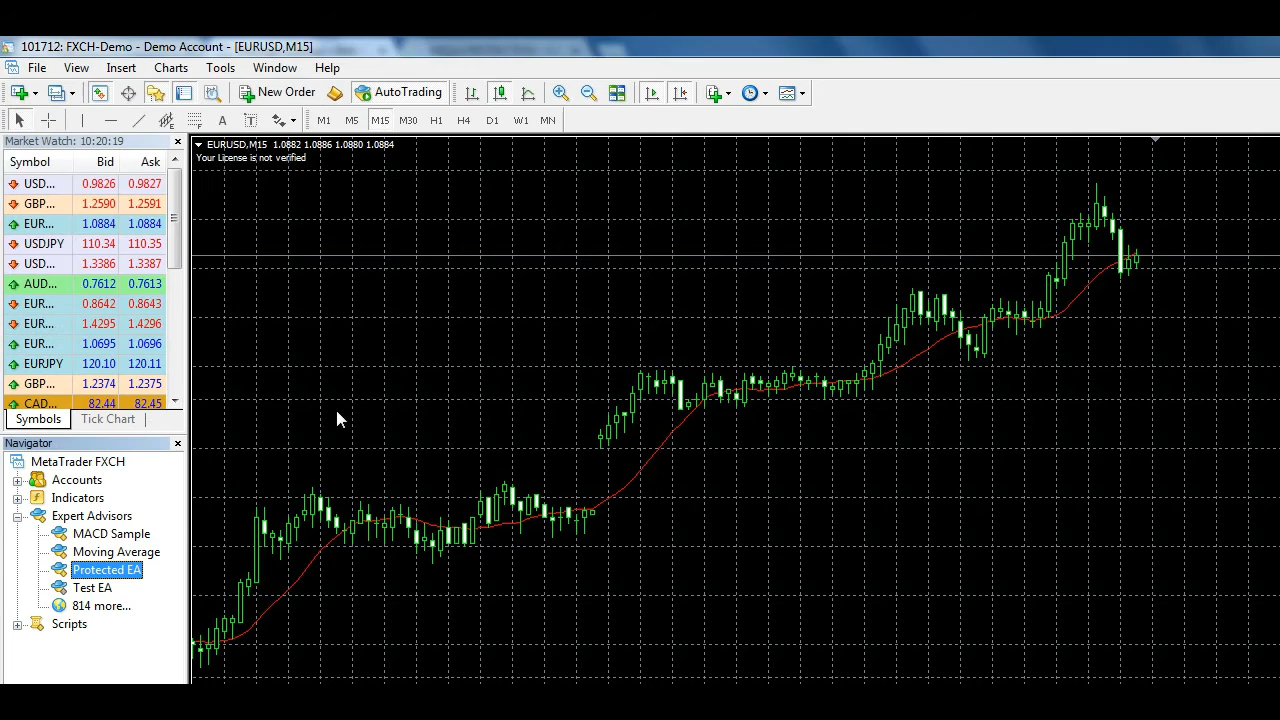 101712: FXCH-Demo - Demo Account - [EURUSD,M15]
File View Insert Charts Tools Window Help
New Order AutoTrading
A T M1 M5 M15 M30 H1 H4 D1 W1 MN
Market Watch: 10:20:19
Symbol Bid Ask
USD... 0.9826 0.9827
GBP... 1.2590 1.2591
EUR... 1.0884 1.0884
USDJPY 110.34 110.35
USD... 1.3386 1.3387
AUD... 0.7612 0.7613
EUR... 0.8642 0.8643
EUR... 1.4295 1.4296
EUR... 1.0695 1.0696
EURJPY 120.10 120.11
GBP... 1.2374 1.2375
CAD... 82.44 82.45
Symbols Tick Chart
Navigator
MetaTrader FXCH
Accounts
Indicators
Expert Advisors
MACD Sample
Moving Average
Protected EA
Test EA
814 more...
Scripts
EURUSD,M15 1.0882 1.0886 1.0880 1.0884
Your License is not verified